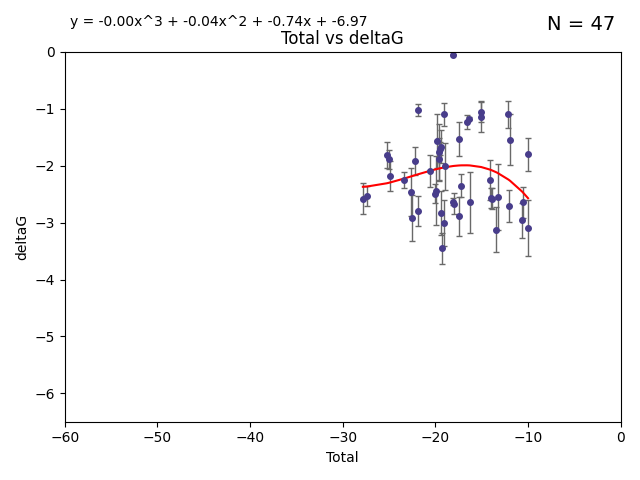 y = -0.00x^3 + -0.04x^2 + -0.74x + -6.97
N = 47
Total vs deltaG
0
−1
−2
−3
−4
−5
−6
deltaG
−60 −50 −40 −30 −20 −10 0
Total